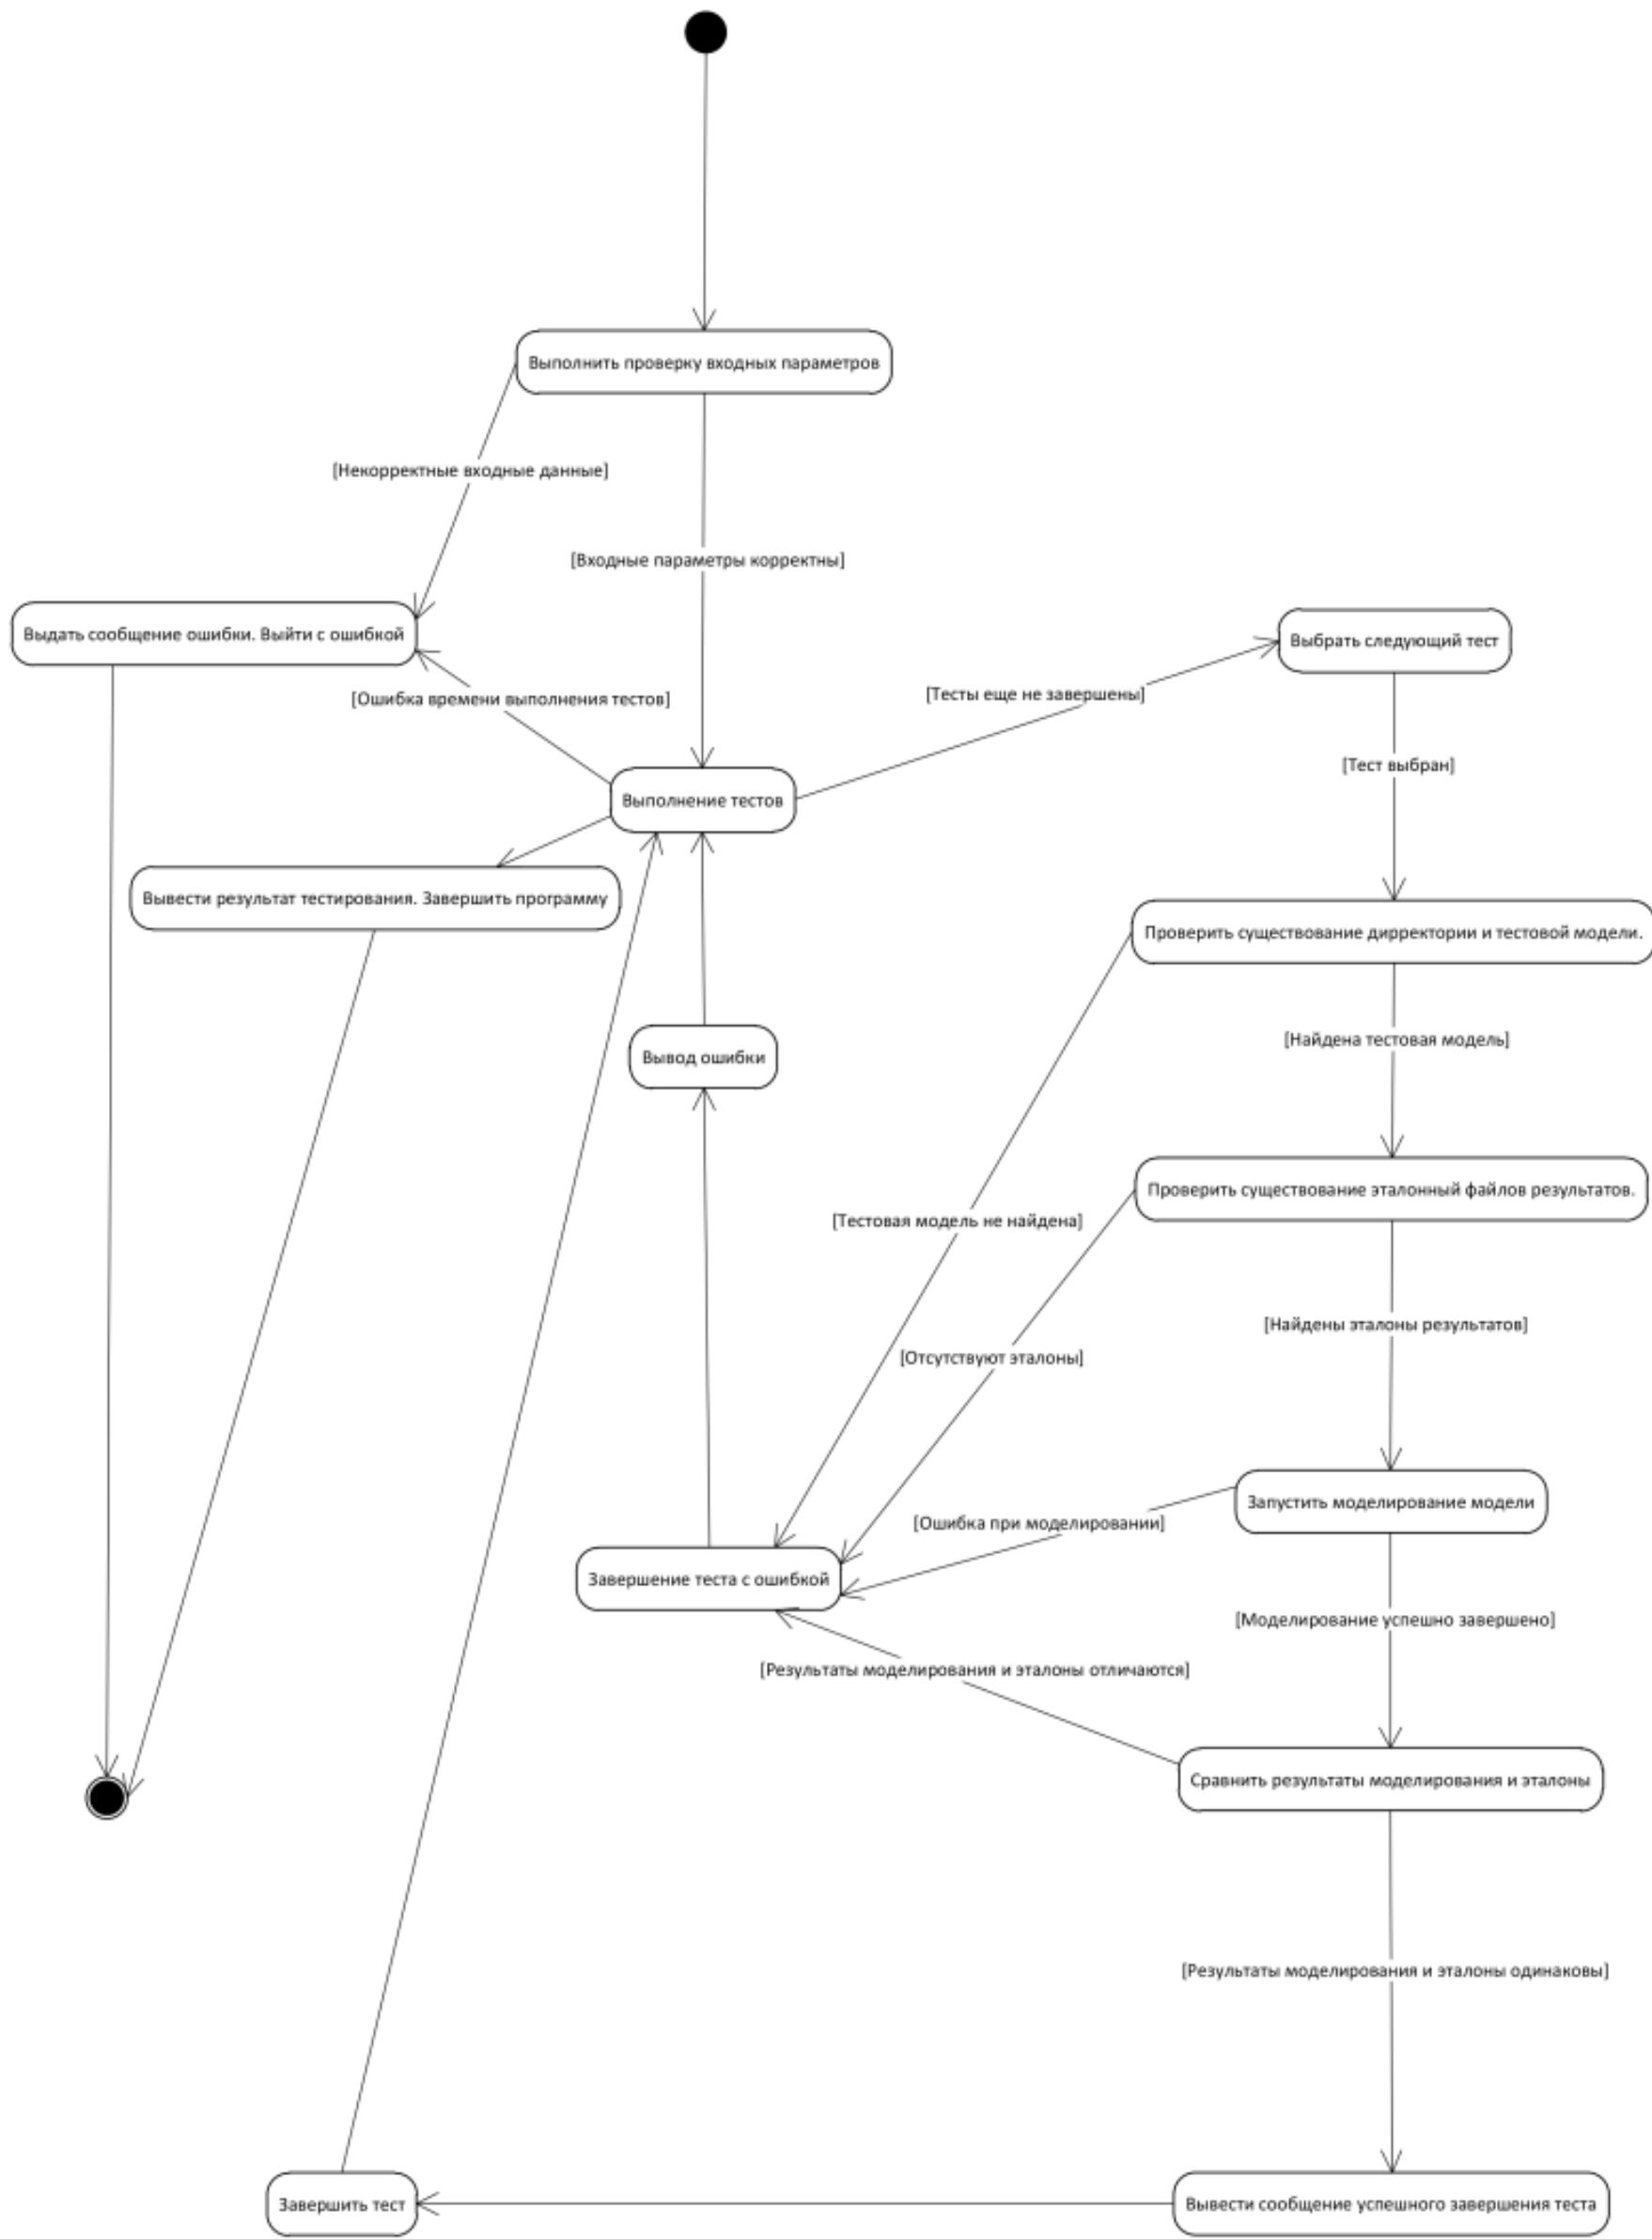 Выполнить проверку входных параметров
[Некорректные входные данные]
[Входные параметры корректны]
Выдать сообщение ошибки. Выйти с ошибкой
Выбрать следующий тест
[Ошибка времени выполнения тестов]
[Тесты еще не завершены]
[Тест выбран]
Выполнение тестов
Вывести результат тестирования. Завершить программу
Проверить существование дирректории и тестовой модели.
[Найдена тестовая модель]
Вывод ошибки
Проверить существование эталонный файлов результатов.
[Тестовая модель не найдена]
[Найдены эталоны результатов]
[Отсутствуют эталоны]
Запустить моделирование модели
[Ошибка при моделировании]
Завершение теста с ошибкой
[Моделирование успешно завершено]
[Результаты моделирования и эталоны отличаются]
Сравнить результаты моделирования и эталоны
[Результаты моделирования и эталоны одинаковы]
Завершить тест
Вывести сообщение успешного завершения теста